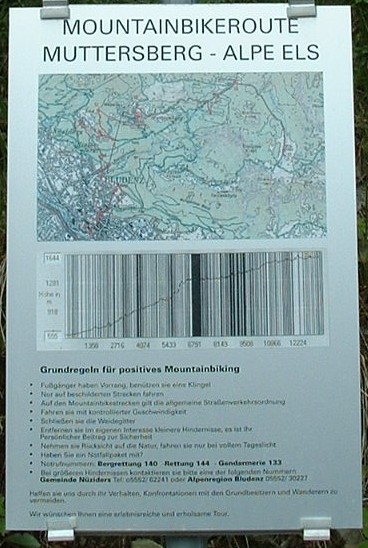 MOUNTAINBIKEROUTE
MUTTERSBERG - ALPE ELS
LUDENZ
1544
1281
Höhe in
m
918
555
1358 2716 4074 5433 6791 8149 9508 10866 12224
Grundregeln für positives Mountainbiking
• Fußgänger haben Vorrang, benützen sie eine Klingel
• Nur auf beschilderten Strecken fahren
• Auf den Mountainbikestrecken gilt die allgemeine Straßenverkehrsordnung
• Fahren sie mit kontrollierter Geschwindigkeit
• Schließen sie die Weidegitter
• Entfernen sie im eigenen Interesse kleinere Hindernisse, es ist ihr
Persönlicher Beitrag zur Sicherheit
• Nehmen sie Rücksicht auf die Natur, fahren sie nur bei vollem Tageslicht
• Haben Sie ein Notfallpaket mit?
• Notrufnummern: Bergrettung 140 Rettung 144 - Gendarmerie 133
• Bei größeren Hindernissen kontaktieren sie bitte eine der folgenden Nummern
Gemeinde Nüziders Tel: 05552/ 62241 oder Alpenregion Bludenz 05552/ 30227
Helfen sie uns durch Ihr Verhalten, Konfrontationen mit den Grundbesitzern und Wanderern zu
vermeiden.
Wir wünschen Ihnen eine erlebnisreiche und erholsame Tour.